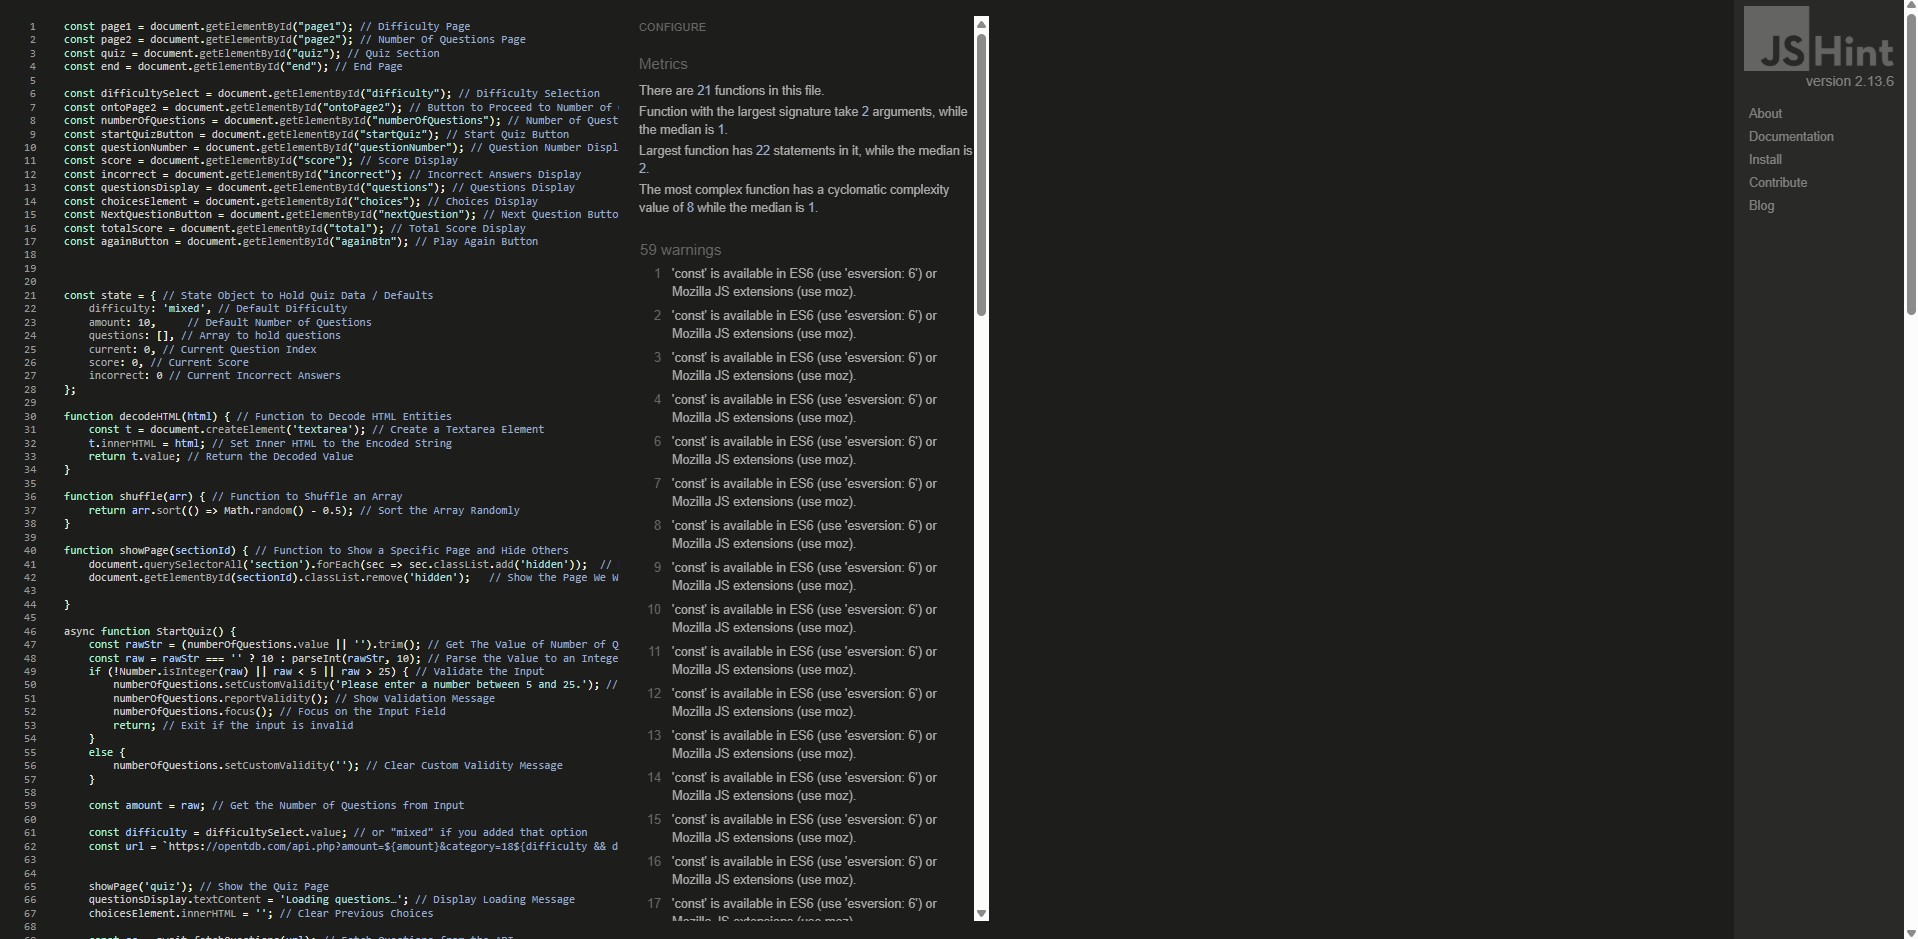 1 const page1 = document.getElementById("page1"); // Difficulty Page
2 const page2 = document.getElementById("page2"); // Number Of Questions Page
3 const quiz = document.getElementById("quiz"); // Quiz Section
4 const end = document.getElementById("end"); // End Page
5
6 const difficultySelect = document.getElementById("difficulty"); // Difficulty Selection
7 const ontoPage2 = document.getElementById("ontoPage2"); // Button to Proceed to Number of
8 const numberOfQuestions = document.getElementById("numberOfQuestions"); // Number of Quest
9 const startQuizButton = document.getElementById("startQuiz"); // Start Quiz Button
10 const questionNumber = document.getElementById("questionNumber"); // Question Number Displ
11 const score = document.getElementById("score"); // Score Display
12 const incorrect = document.getElementById("incorrect"); // Incorrect Answers Display
13 const questionsDisplay = document.getElementById("questions"); // Questions Display
14 const choicesElement = document.getElementById("choices"); // Choices Display
15 const NextQuestionButton = document.getElementById("nextQuestion"); // Next Question Butto
16 const totalScore = document.getElementById("total"); // Total Score Display
17 const againButton = document.getElementById("againBtn"); // Play Again Button
18
19
20
21 const state = { // State Object to Hold Quiz Data / Defaults
22 difficulty: 'mixed', // Default Difficulty
23 amount: 10, // Default Number of Questions
24 questions: [], // Array to hold questions
25 current: 0, // Current Question Index
26 score: 0, // Current Score
27 incorrect: 0 // Current Incorrect Answers
28 };
29
30 function decodeHTML(html) { // Function to Decode HTML Entities
31 const t = document.createElement('textarea'); // Create a Textarea Element
32 t.innerHTML = html; // Set Inner HTML to the Encoded String
33 return t.value; // Return the Decoded Value
34 }
35
36 function shuffle(arr) { // Function to Shuffle an Array
37 return arr.sort(() => Math.random() - 0.5); // Sort the Array Randomly
38 }
39
40 function showPage(sectionId) { // Function to Show a Specific Page and Hide Others
41 document.querySelectorAll('section').forEach(sec => sec.classList.add('hidden')); //
42 document.getElementById(sectionId).classList.remove('hidden'); // Show the Page We W
43
44 }
45
46 async function StartQuiz() {
47 const rawStr = (numberOfQuestions.value || '').trim(); // Get The Value of Number of Q
48 const raw = rawStr === '' ? 10 : parseInt(rawStr, 10); // Parse the Value to an Intege
49 if (!Number.isInteger(raw) || raw < 5 || raw > 25) { // Validate the Input
50 numberOfQuestions.setCustomValidity('Please enter a number between 5 and 25.'); //
51 numberOfQuestions.reportValidity(); // Show Validation Message
52 numberOfQuestions.focus(); // Focus on the Input Field
53 return; // Exit if the input is invalid
54 }
55 else {
56 numberOfQuestions.setCustomValidity(''); // Clear Custom Validity Message
57 }
58
59 const amount = raw; // Get the Number of Questions from Input
60
61 const difficulty = difficultySelect.value; // or "mixed" if you added that option
62 const url = `https://opentdb.com/api.php?amount=${amount}&category=18${difficulty && d
63
64
65 showPage('quiz'); // Show the Quiz Page
66 questionsDisplay.textContent = 'Loading questions…'; // Display Loading Message
67 choicesElement.innerHTML = ''; // Clear Previous Choices
68
CONFIGURE
Metrics
There are 21 functions in this file.
Function with the largest signature take 2 arguments, while
the median is 1.
Largest function has 22 statements in it, while the median is
2.
The most complex function has a cyclomatic complexity
value of 8 while the median is 1.
59 warnings
1 'const' is available in ES6 (use 'esversion: 6') or
Mozilla JS extensions (use moz).
2 'const' is available in ES6 (use 'esversion: 6') or
Mozilla JS extensions (use moz).
3 'const' is available in ES6 (use 'esversion: 6') or
Mozilla JS extensions (use moz).
4 'const' is available in ES6 (use 'esversion: 6') or
Mozilla JS extensions (use moz).
6 'const' is available in ES6 (use 'esversion: 6') or
Mozilla JS extensions (use moz).
7 'const' is available in ES6 (use 'esversion: 6') or
Mozilla JS extensions (use moz).
8 'const' is available in ES6 (use 'esversion: 6') or
Mozilla JS extensions (use moz).
9 'const' is available in ES6 (use 'esversion: 6') or
Mozilla JS extensions (use moz).
10 'const' is available in ES6 (use 'esversion: 6') or
Mozilla JS extensions (use moz).
11 'const' is available in ES6 (use 'esversion: 6') or
Mozilla JS extensions (use moz).
12 'const' is available in ES6 (use 'esversion: 6') or
Mozilla JS extensions (use moz).
13 'const' is available in ES6 (use 'esversion: 6') or
Mozilla JS extensions (use moz).
14 'const' is available in ES6 (use 'esversion: 6') or
Mozilla JS extensions (use moz).
15 'const' is available in ES6 (use 'esversion: 6') or
Mozilla JS extensions (use moz).
16 'const' is available in ES6 (use 'esversion: 6') or
Mozilla JS extensions (use moz).
17 'const' is available in ES6 (use 'esversion: 6') or
Mozilla JS extensions (use moz).
JSHint
version 2.13.6
About
Documentation
Install
Contribute
Blog